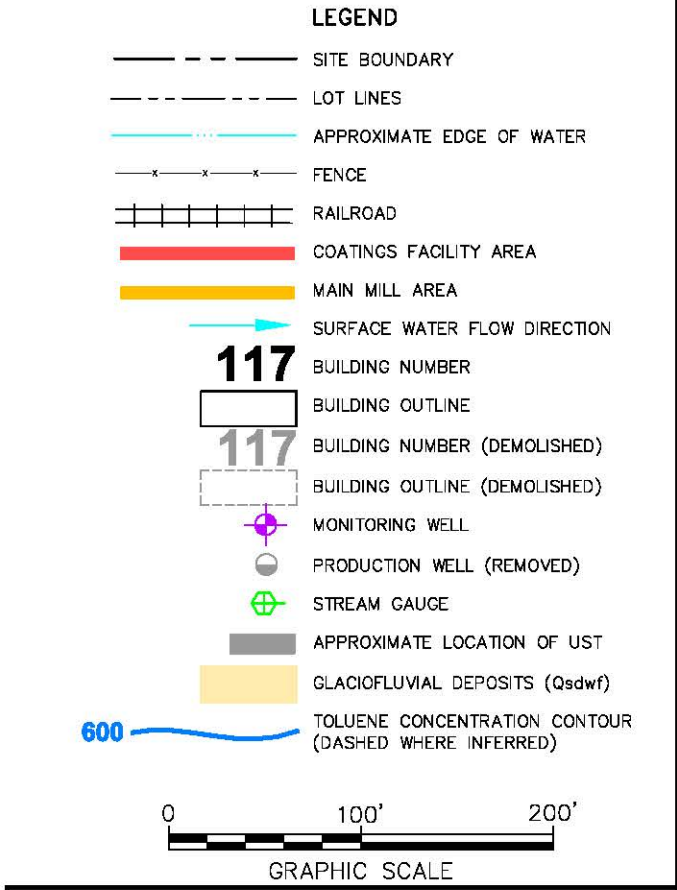 LEGEND
SITE BOUNDARY
LOT LINES
APPROXIMATE EDGE OF WATER
x x x FENCE
RAILROAD
COATINGS FACILITY AREA
MAIN MILL AREA
SURFACE WATER FLOW DIRECTION
117 BUILDING NUMBER
BUILDING OUTLINE
117 BUILDING NUMBER (DEMOLISHED)
BUILDING OUTLINE (DEMOLISHED)
MONITORING WELL
PRODUCTION WELL (REMOVED)
STREAM GAUGE
APPROXIMATE LOCATION OF UST
GLACIOFLUVIAL DEPOSITS (Qsdwf)
600 TOLUENE CONCENTRATION CONTOUR
(DASHED WHERE INFERRED)
0 100' 200'
GRAPHIC SCALE